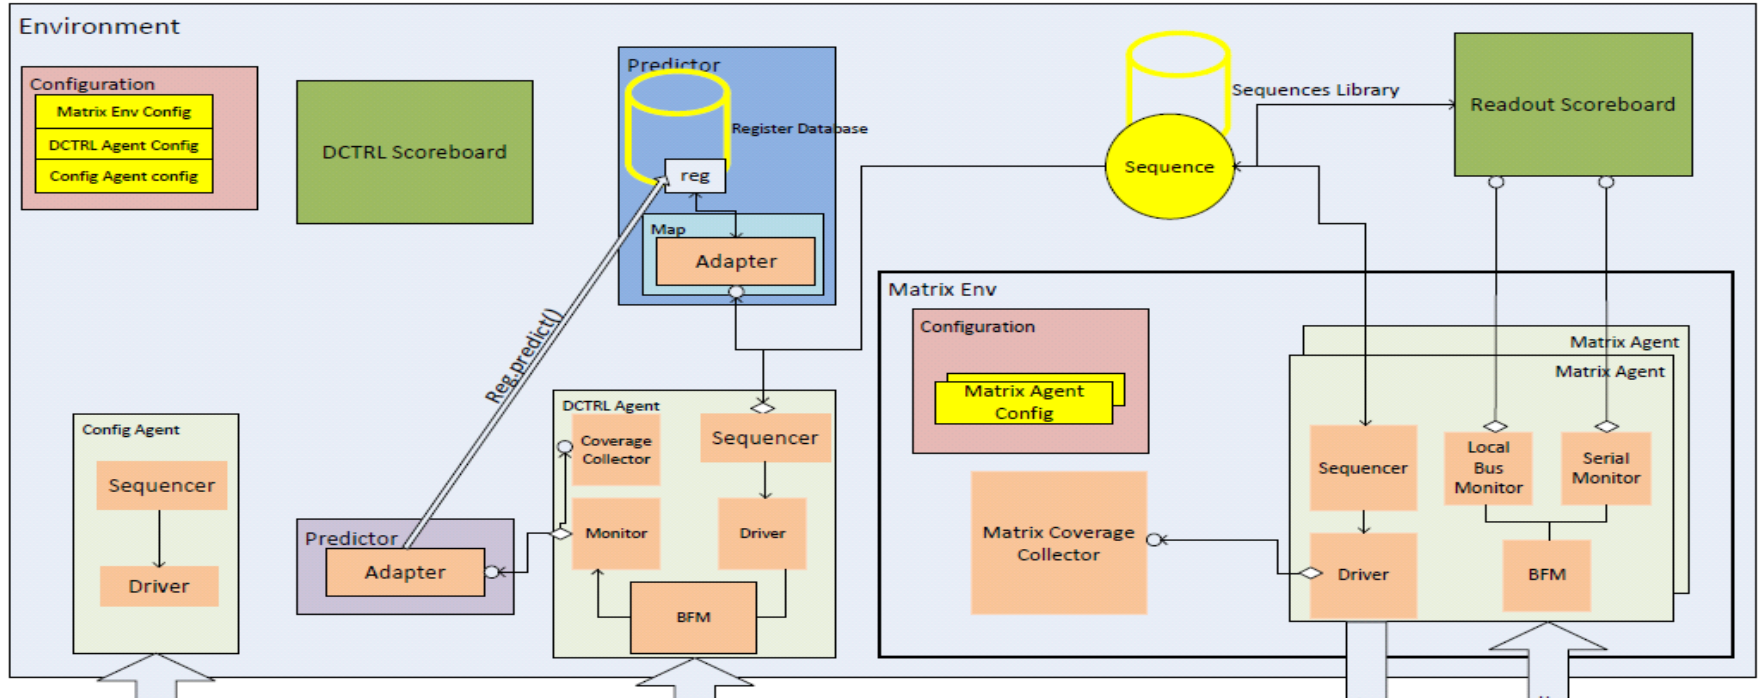 Environment
Configuration
Matrix Env Config
DCTRL Agent Config
Config Agent config
DCTRL Scoreboard
Predictor
Register Database
reg
Map
Adapter
Sequences Library
Sequence
Readout Scoreboard
Reg.predict()
Matrix Env
Configuration
Matrix Agent
Config
Matrix Coverage
Collector
Matrix Agent
Matrix Agent
Sequencer
Local
Bus
Monitor
Serial
Monitor
Driver
BFM
Config Agent
Sequencer
Driver
Predictor
Adapter
DCTRL Agent
Coverage
Collector
Sequencer
Monitor
Driver
BFM